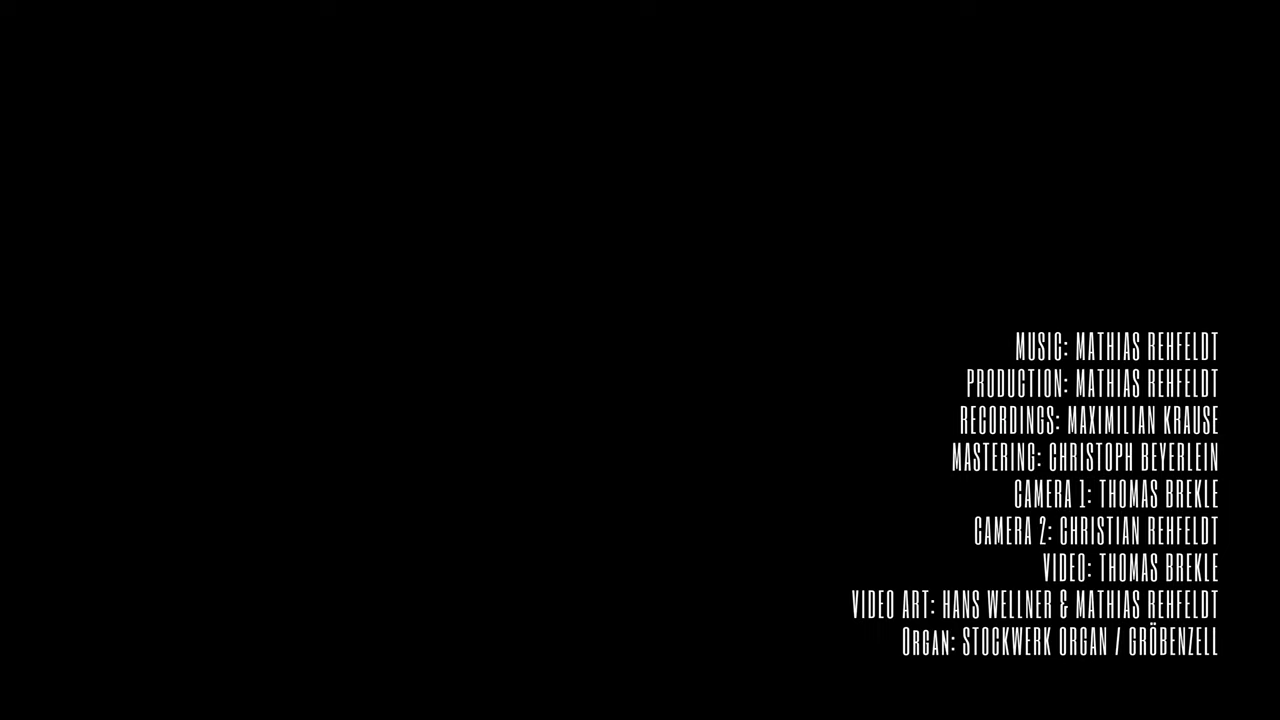 MUSIC: MATHIAS REHFELDT
PRODUCTION: MATHIAS REHFELDT
RECORDINGS: MAXIMILIAN KRAUSE
MASTERING: CHRISTOPH BEYERLEIN
CAMERA 1: THOMAS BREKLE
CAMERA 2: CHRISTIAN REHFELDT
VIDEO: THOMAS BREKLE
VIDEO ART: HANS WELLNER & MATHIAS REHFELDT
Organ: STOCKWERK ORGAN / GRÖBENZELL